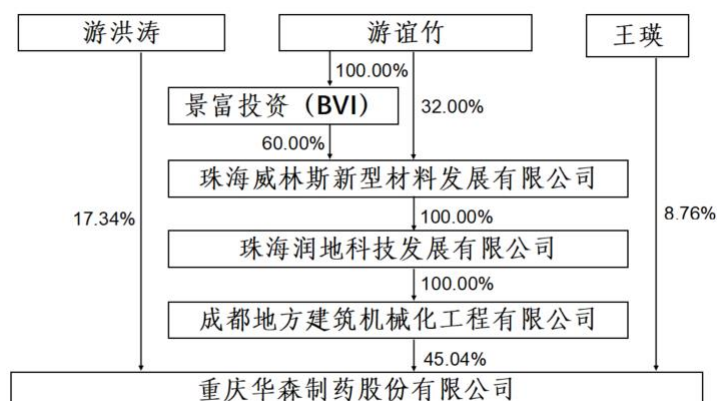 游洪涛
游谊竹
王瑛
100.00%
景富投资（BVI）
32.00%
60.00%
珠海威林斯新型材料发展有限公司
17.34%
100.00%
8.76%
珠海润地科技发展有限公司
100.00%
成都地方建筑机械化工程有限公司
45.04%
重庆华森制药股份有限公司